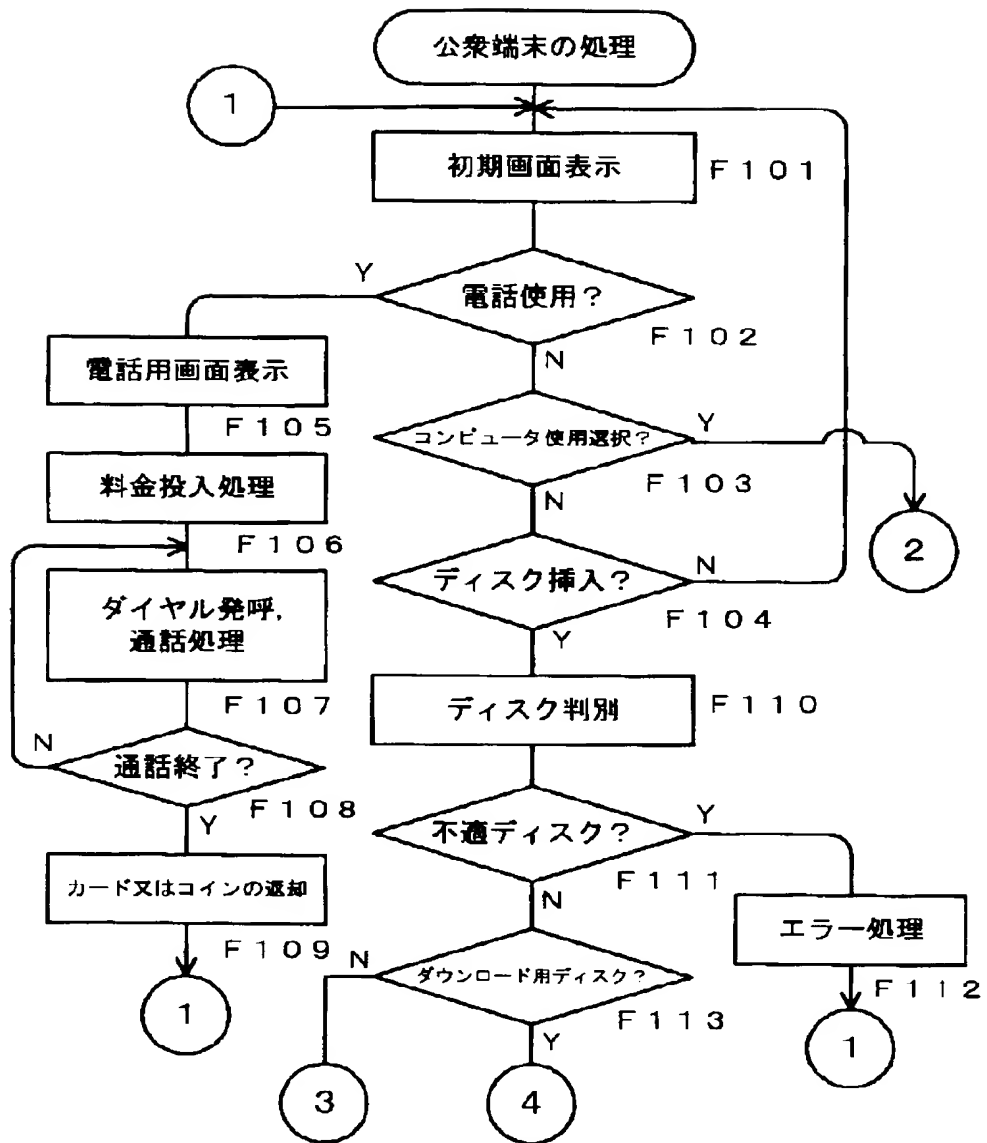 公衆端末の処理
1
初期画面表示
F101
Y
電話使用？
F102
N
電話用画面表示
F105
コンピュータ使用選択？
Y
F103
N
2
料金投入処理
F106
ディスク挿入？
N
F104
Y
ダイヤル発呼，
通話処理
F107
ディスク判別
F110
N
通話終了？
F108
Y
不適ディスク？
Y
F111
N
カード又はコインの返却
F109
エラー処理
F112
N
ダウンロード用ディスク？
F113
Y
1
1
3
4